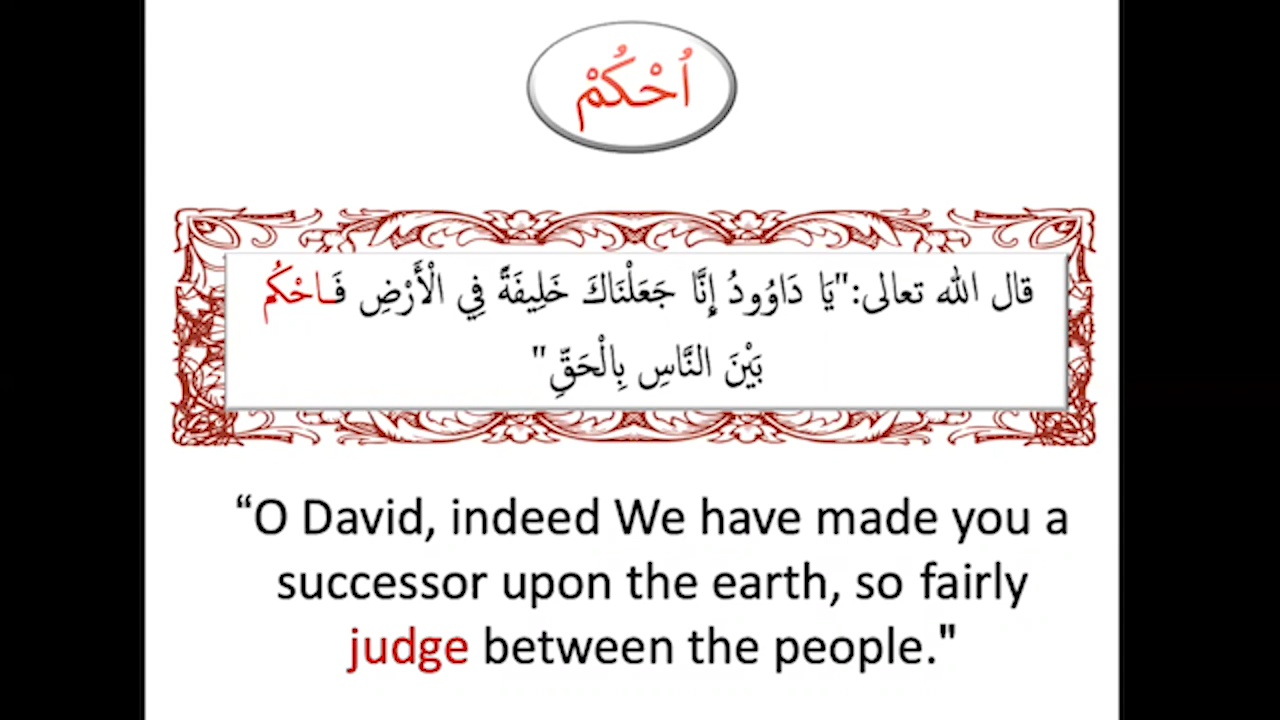 اُحْكُمْ
قال الله تعالى:"يَا دَاوُودُ إِنَّا جَعَلْنَاكَ خَلِيفَةً فِي الْأَرْضِ فَـاحْكُم
بَيْنَ النَّاسِ بِالْحَقِّ"
“O David, indeed We have made you a
successor upon the earth, so fairly
judge between the people."